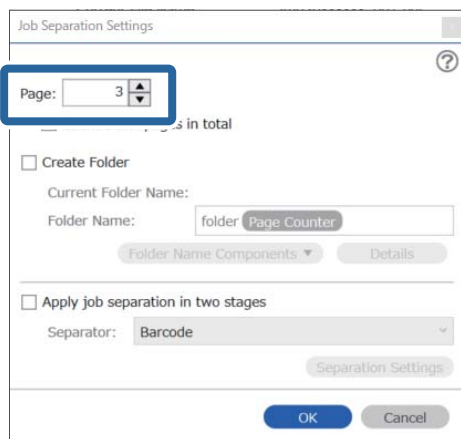 Job Separation Settings
Page: 3
pages in total
Create Folder
Current Folder Name:
Folder Name: folder Page Counter
Folder Name Components Details
Apply job separation in two stages
Separator: Barcode
Separation Settings
OK Cancel